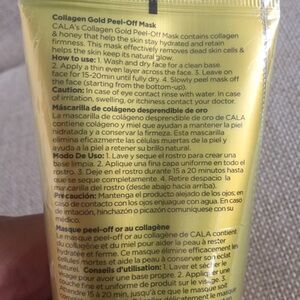 Collagen Gold Peel-Off Mask
CALA's Collagen Gold Peel-Off Mask contains collagen
& honey that help the skin stay hydrated and retain
firmness. This mask effectively removes dead skin cells &
helps the skin keep its natural glow.
How to use: 1. Wash and dry face for a clean base.
2. Apply a thin even layer across the face. 3. Leave on
face for 15-20min until fully dry. 4. Slowly peel mask off
the face (starting from the bottom up).
Caution: In case of eye contact rinse with water. In case
of irritation, swelling, or itchiness contact your doctor.
Máscarilla de colágeno desprendible de oro
La máscarilla de colágeno desprendible de oro de CALA
contiene colágeno y miel que ayudan a mantener la piel
hidratada y a conservar la firmeza. Esta mascarilla
elimina eficazmente las células muertas de la piel y
ayuda a la piel a retener su brillo natural.
Modo De Uso: 1. Lave y seque el rostro para crear una
base limpia. 2. Aplique una fina capa uniforme en todo el
rostro. 3. Deje en el rostro durante 15 a 20 minutos hasta
que se seque completamente. 4. Retire despacio la
marcarilla del rostro (desde abajo hacia arriba).
Precaución: Mantenga el producto alejado de los ojos; en
caso de contacto con los ojos enjuague con agua. En caso
de irritación, hinchazón o picazón comuníquese con su
médico.
Masque peel-off or au collagène
Le masque peel-off or au collagène de CALA contient
du collagène et du miel pour aider la peau à rester
hydratée et ferme. Ce masque élimine efficacement les
cellules mortes et aide la peau à conserver son éclat
naturel. Conseils d'utilisation: 1. Laver et sécher le
visage pour avoir une base propre. 2. Appliquer une
couche fine et uniforme de produit sur le visage. 3.
15 à 20 min, jusqu'à ce que le masque